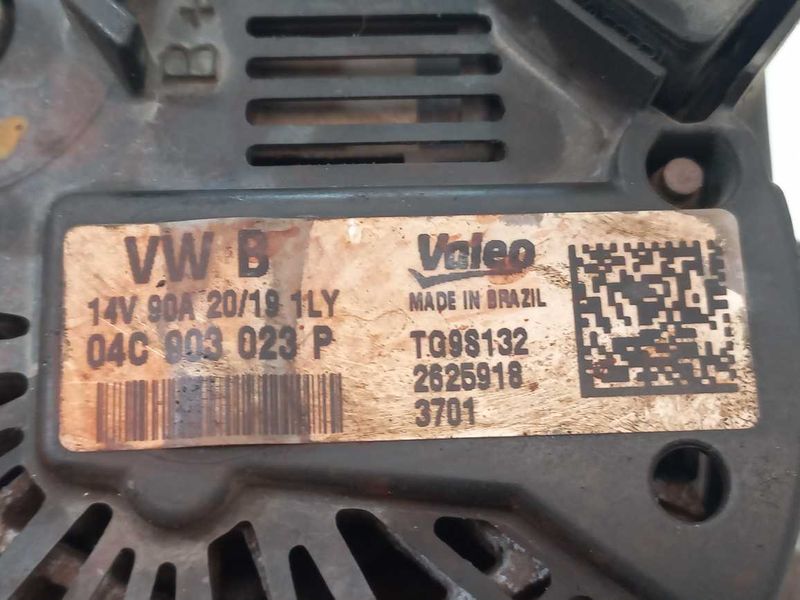 B+
VW B
14V 90A 20/19 1LY
04C 903 023 P
Valeo
MADE IN BRAZIL
TG9S132
2625918
3701